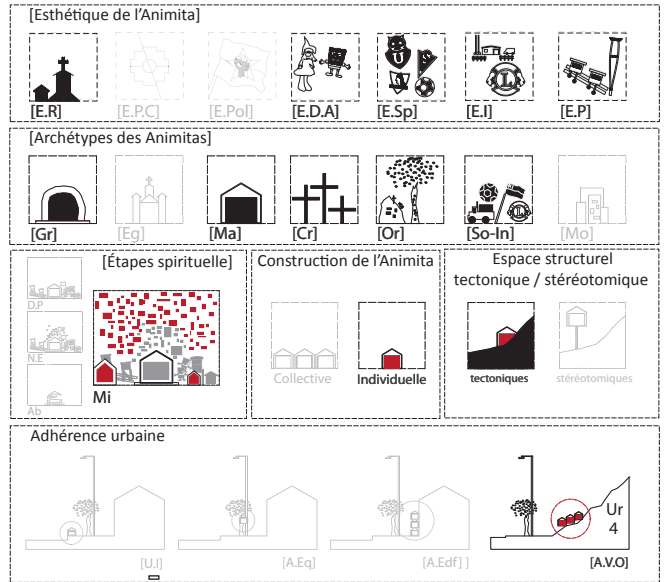 [Esthétique de l'Animita]
[E.R] [E.P.C] [E.Pol] [E.D.A] [E.Sp] [E.I] [E.P]
[Archétypes des Animitas]
[Gr] [Eg] [Ma] [Cr] [Or] [So-In] [Mo]
[Étapes spirituelle]
D.P
N.E
Ab
Mi
Construction de l'Animita
Collective Individuelle
Espace structurel
tectonique / stéréotomique
tectoniques stéréotomiques
Adhérence urbaine
Ur
4
[U.I] [A.Eq] [A.Edf] ] [A.V.O]